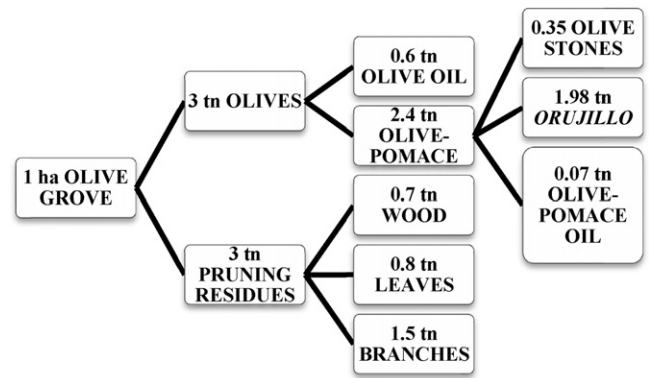 1 ha OLIVE
GROVE
3 tn OLIVES
3 tn
PRUNING
RESIDUES
0.6 tn
OLIVE OIL
2.4 tn
OLIVE-
POMACE
0.7 tn
WOOD
0.8 tn
LEAVES
1.5 tn
BRANCHES
0.35 OLIVE
STONES
1.98 tn
ORUJILLO
0.07 tn
OLIVE-
POMACE
OIL